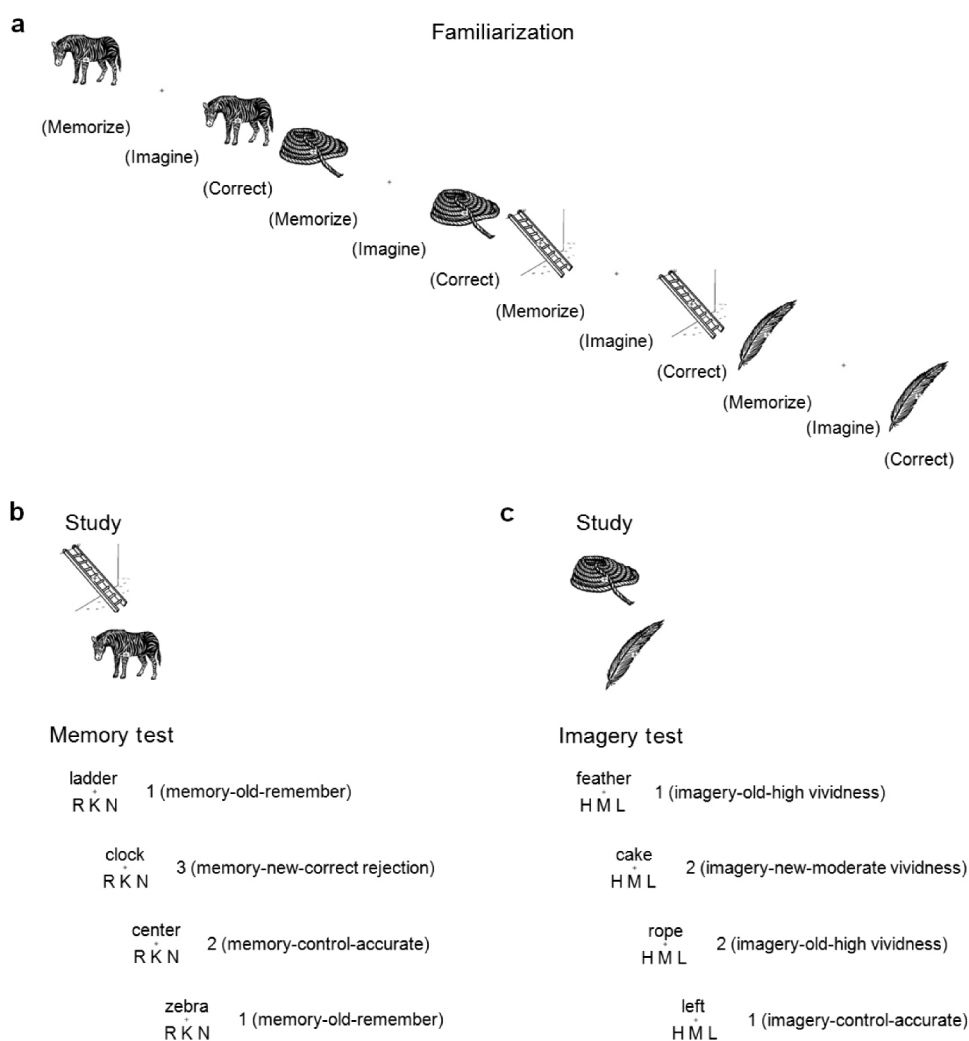 a
Familiarization
(Memorize)
(Imagine)
(Correct)
(Memorize)
(Imagine)
(Correct)
(Memorize)
(Imagine)
(Correct)
(Memorize)
(Imagine)
(Correct)
b
Study
Memory test
ladder
R K N 1 (memory-old-remember)
clock
R K N 3 (memory-new-correct rejection)
center
R K N 2 (memory-control-accurate)
zebra
R K N 1 (memory-old-remember)
c
Study
Imagery test
feather
H M L 1 (imagery-old-high vividness)
cake
H M L 2 (imagery-new-moderate vividness)
rope
H M L 2 (imagery-old-high vividness)
left
H M L 1 (imagery-control-accurate)